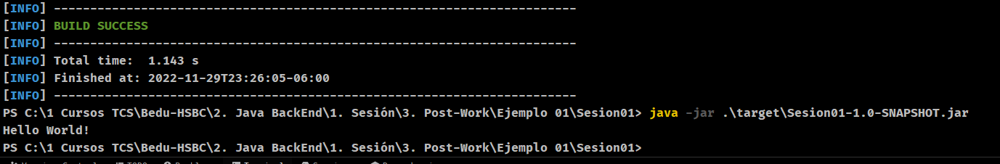 [INFO] ------------------------------------------------------------------------
[INFO] BUILD SUCCESS
[INFO] ------------------------------------------------------------------------
[INFO] Total time:  1.143 s
[INFO] Finished at: 2022-11-29T23:26:05-06:00
[INFO] ------------------------------------------------------------------------
PS C:\1 Cursos TCS\Bedu-HSBC\2. Java BackEnd\1. Sesión\3. Post-Work\Ejemplo 01\Sesion01> java -jar .\target\Sesion01-1.0-SNAPSHOT.jar
Hello World!
PS C:\1 Cursos TCS\Bedu-HSBC\2. Java BackEnd\1. Sesión\3. Post-Work\Ejemplo 01\Sesion01>